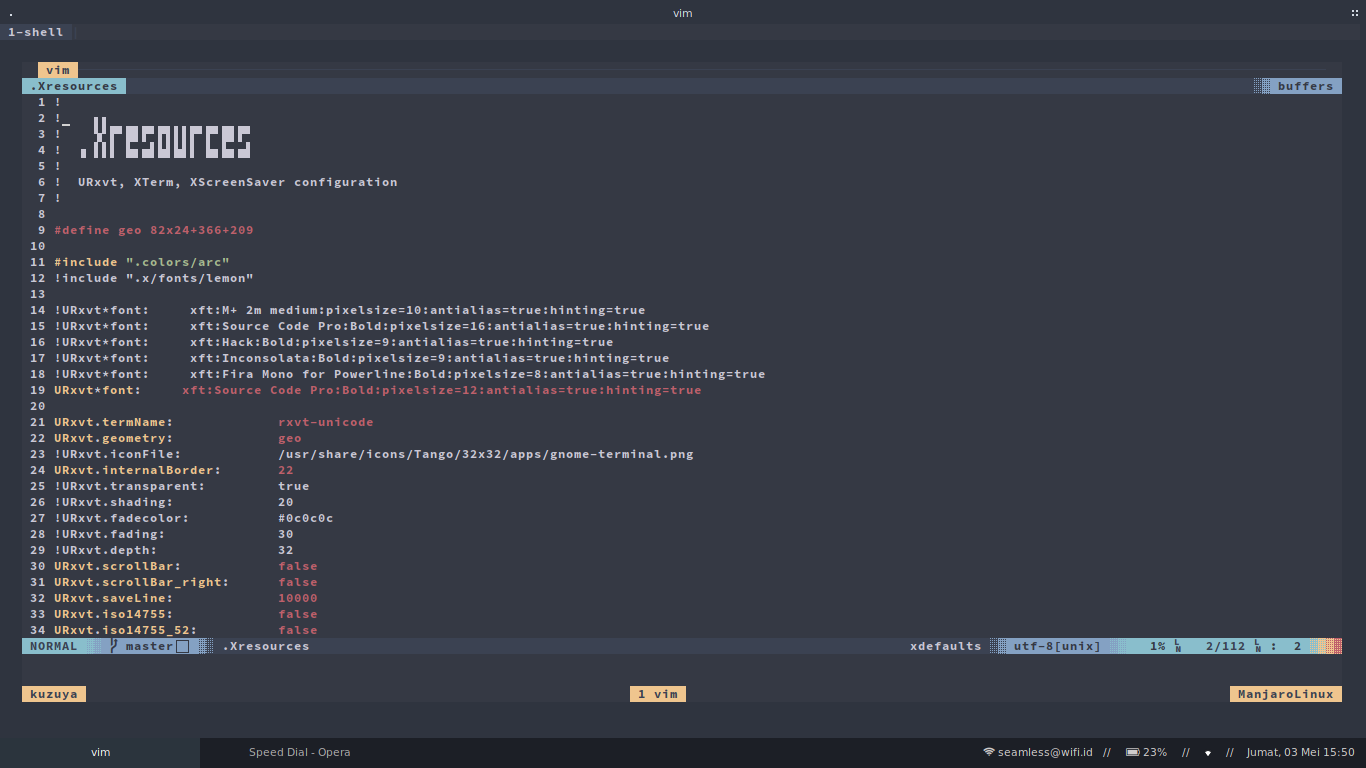 vim
1-shell
vim
.Xresources buffers
1 !
2 !
3 !
4 ! .Xresources
5 !
6 ! URxvt, XTerm, XScreenSaver configuration
7 !
8
9 #define geo 82x24+366+209
10
11 #include ".colors/arc"
12 !include ".x/fonts/lemon"
13
14 !URxvt*font: xft:M+ 2m medium:pixelsize=10:antialias=true:hinting=true
15 !URxvt*font: xft:Source Code Pro:Bold:pixelsize=16:antialias=true:hinting=true
16 !URxvt*font: xft:Hack:Bold:pixelsize=9:antialias=true:hinting=true
17 !URxvt*font: xft:Inconsolata:Bold:pixelsize=9:antialias=true:hinting=true
18 !URxvt*font: xft:Fira Mono for Powerline:Bold:pixelsize=8:antialias=true:hinting=true
19 URxvt*font: xft:Source Code Pro:Bold:pixelsize=12:antialias=true:hinting=true
20
21 URxvt.termName: rxvt-unicode
22 URxvt.geometry: geo
23 !URxvt.iconFile: /usr/share/icons/Tango/32x32/apps/gnome-terminal.png
24 URxvt.internalBorder: 22
25 !URxvt.transparent: true
26 !URxvt.shading: 20
27 !URxvt.fadecolor: #0c0c0c
28 !URxvt.fading: 30
29 !URxvt.depth: 32
30 URxvt.scrollBar: false
31 URxvt.scrollBar_right: false
32 URxvt.saveLine: 10000
33 URxvt.iso14755: false
34 URxvt.iso14755_52: false
NORMAL master .Xresources xdefaults utf-8[unix] 1% LN 2/112 LN : 2
kuzuya 1 vim ManjaroLinux
vim Speed Dial - Opera seamless@wifi.id // 23% // // Jumat, 03 Mei 15:50